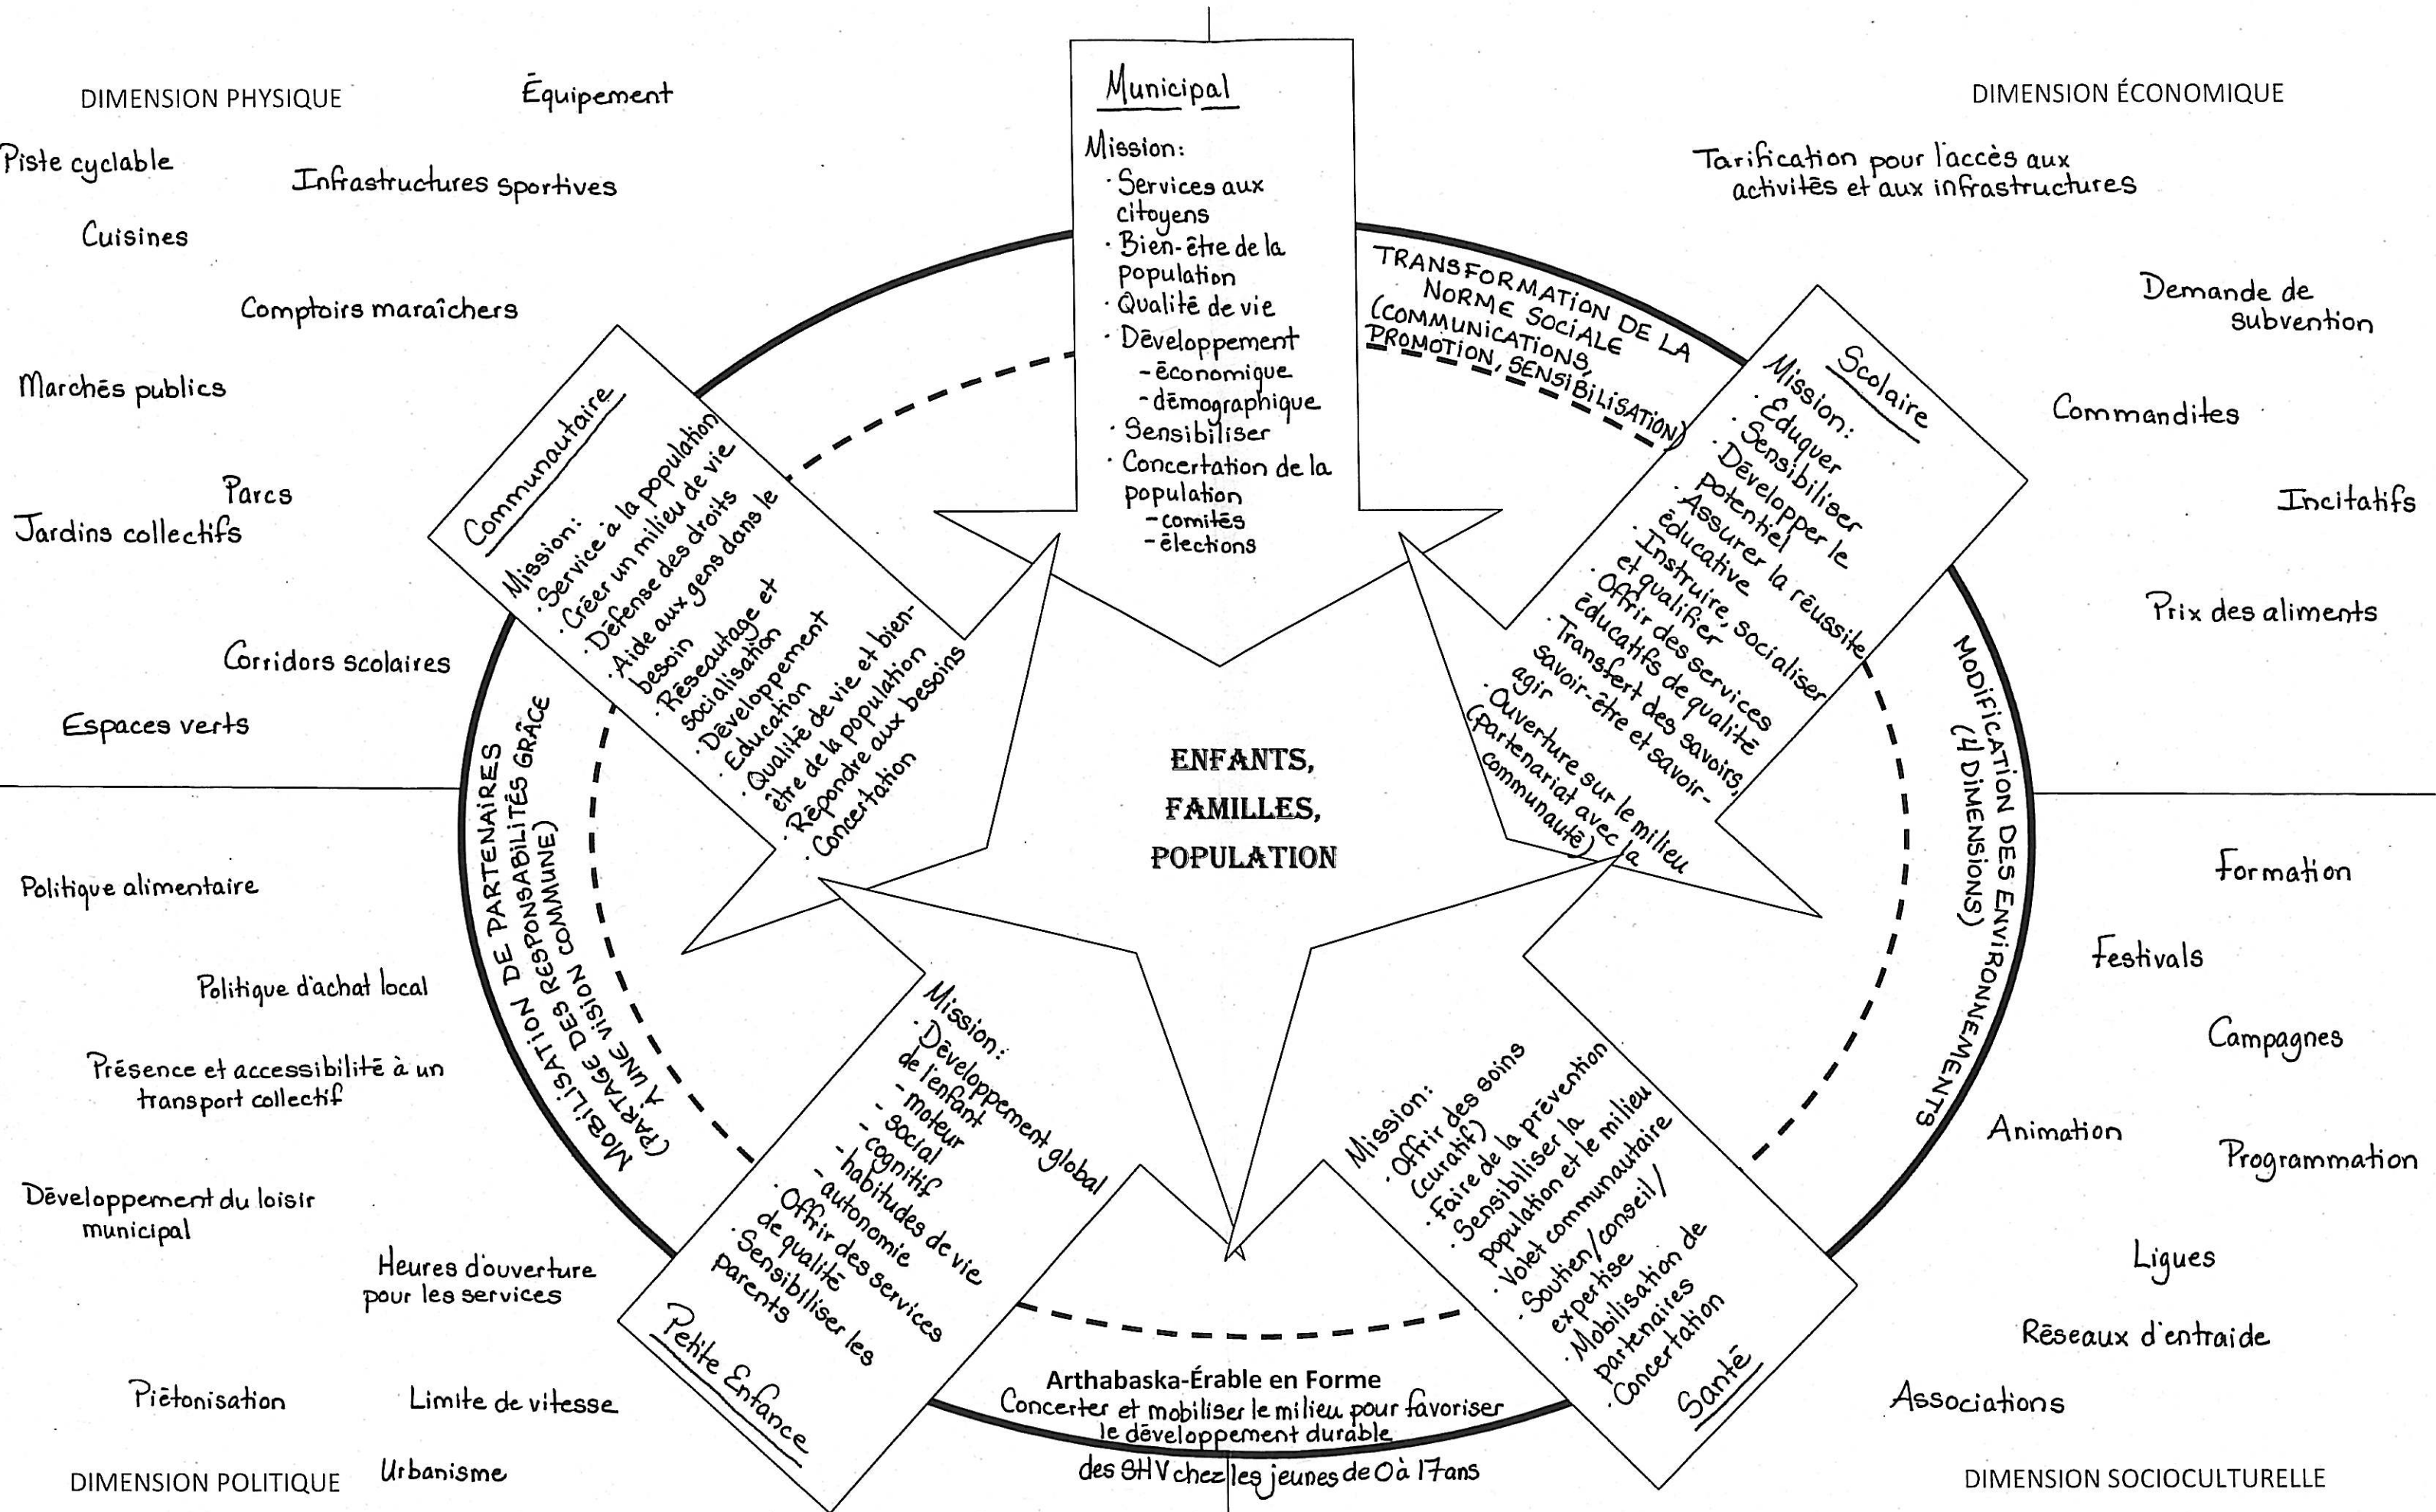 DIMENSION PHYSIQUE
Équipement
Piste cyclable
Infrastructures sportives
Cuisines
Comptoirs maraîchers
Marchés publics
Parcs
Jardins collectifs
Corridors scolaires
Espaces verts
Municipal
Mission:
· Services aux
citoyens
· Bien-être de la
population
· Qualité de vie
· Développement
- économique
- démographique
· Sensibiliser
· Concertation de la
population
- comités
- élections
DIMENSION ÉCONOMIQUE
Tarification pour l'accès aux
activités et aux infrastructures
Demande de
subvention
Commandites
Incitatifs
Prix des aliments
TRANSFORMATION DE LA
NORME SOCIALE
(COMMUNICATIONS,
PROMOTION, SENSIBILISATION)
Scolaire
Mission:
· Éduquer
· Sensibiliser
· Développer le
potentiel
· Assurer la réussite
éducative
· Instruire, socialiser
et qualifier
· Offrir des services
éducatifs de qualité
· Transfert des savoirs,
savoir-être et savoir-
agir
· Ouverture sur le milieu
(partenariat avec la
communauté)
Communautaire
Mission:
· Service à la population
· Créer un milieu de vie
· Défense des droits
· Aide aux gens dans le
besoin
· Réseautage et
socialisation
· Développement
· Education
· Qualité de vie et bien-
être de la population
· Répondre aux besoins
· Concertation
ENFANTS,
FAMILLES,
POPULATION
MODIFICATION DES ENVIRONNEMENTS
(4 DIMENSIONS)
MOBILISATION DE PARTENAIRES
(PARTAGE DES RESPONSABILITÉS GRÂCE
À UNE VISION COMMUNE)
Politique alimentaire
Politique d'achat local
Présence et accessibilité à un
transport collectif
Développement du loisir
municipal
Heures d'ouverture
pour les services
Piétonisation
Limite de vitesse
Urbanisme
DIMENSION POLITIQUE
Mission:
· Développement global
de l'enfant
- moteur
- social
- cognitif
- habitudes de vie
- autonomie
· Offrir des services
de qualité
· Sensibiliser les
parents
Petite Enfance
Mission:
· Offrir des soins
(curatif)
· Faire de la prévention
· Sensibiliser la
population et le milieu
· Volet communautaire
· Soutien/conseil/
expertise
· Mobilisation de
partenaires
· Concertation
Santé
Arthabaska-Érable en Forme
Concerter et mobiliser le milieu pour favoriser
le développement durable
des SHV chez les jeunes de 0 à 17 ans
Formation
Festivals
Campagnes
Animation
Programmation
Ligues
Réseaux d'entraide
Associations
DIMENSION SOCIOCULTURELLE